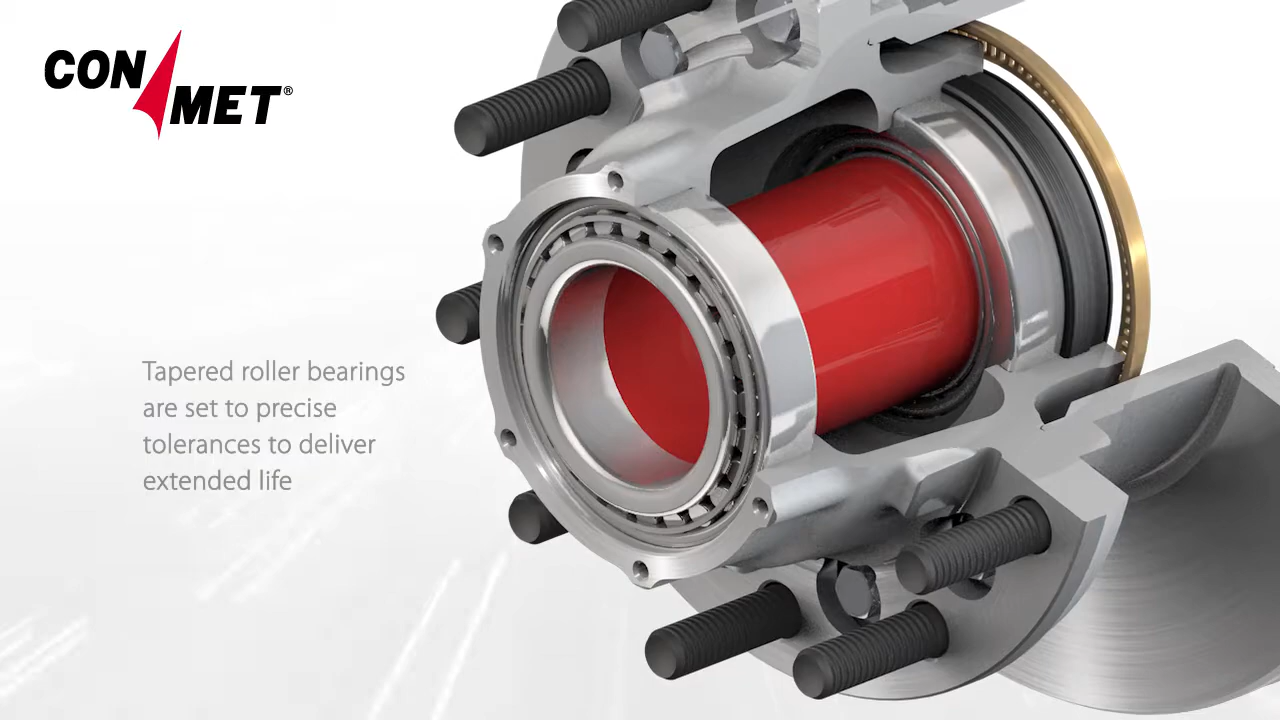 CON MET®
Tapered roller bearings
are set to precise
tolerances to deliver
extended life